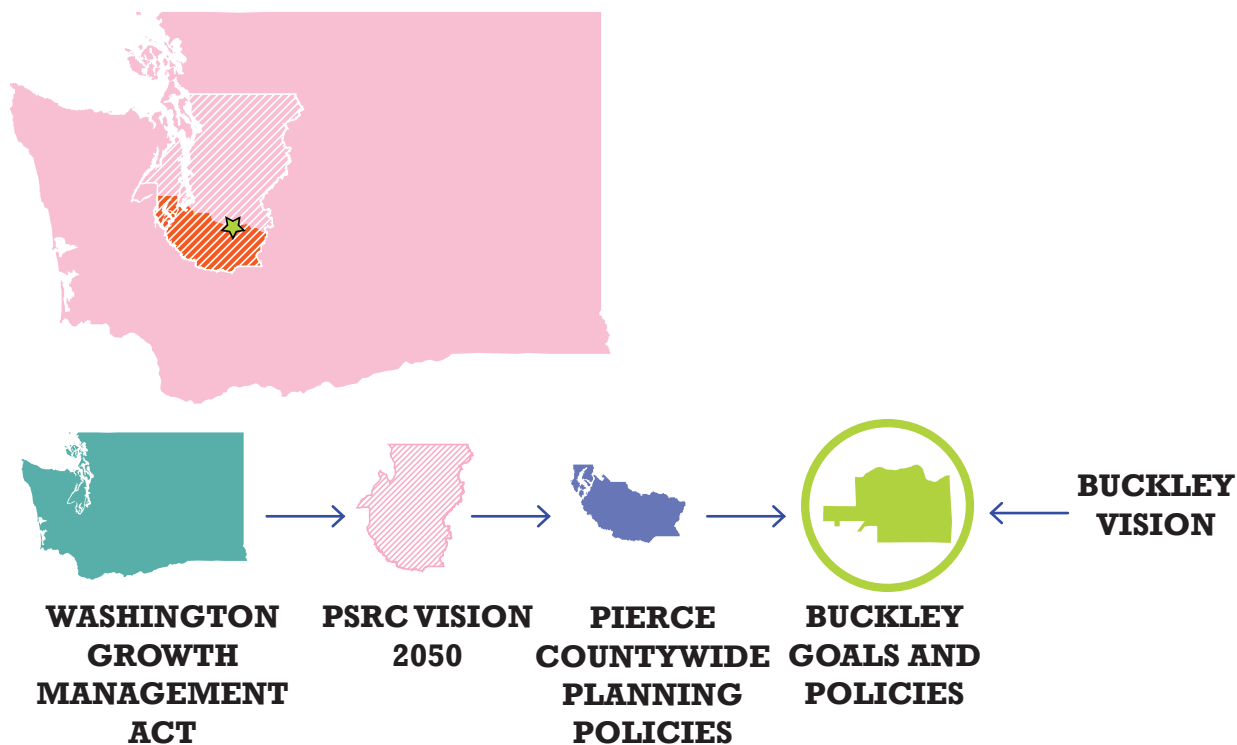 WASHINGTON
GROWTH
MANAGEMENT
ACT
PSRC VISION
2050
PIERCE
COUNTYWIDE
PLANNING
POLICIES
BUCKLEY
GOALS AND
POLICIES
BUCKLEY
VISION